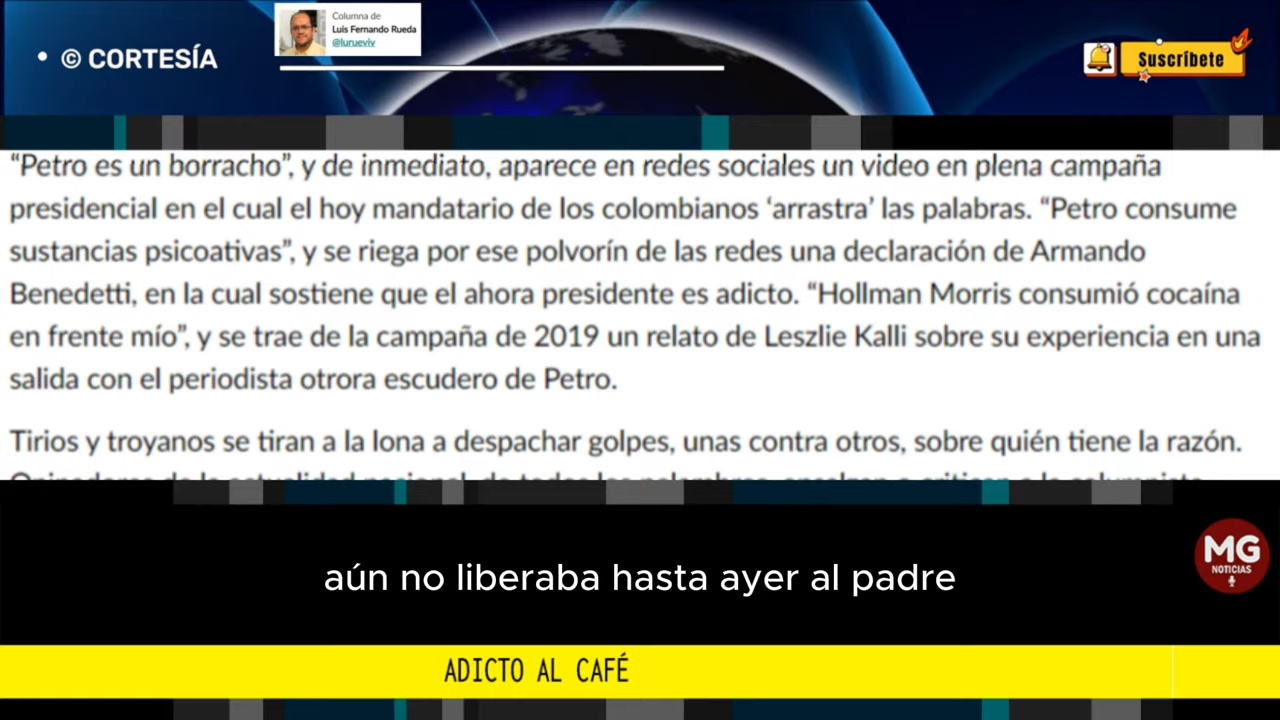 Columna de
Luis Fernando Rueda
@lurueviv
• © CORTESÍA
Suscríbete
“Petro es un borracho”, y de inmediato, aparece en redes sociales un video en plena campaña
presidencial en el cual el hoy mandatario de los colombianos ‘arrastra’ las palabras. “Petro consume
sustancias psicoativas”, y se riega por ese polvorín de las redes una declaración de Armando
Benedetti, en la cual sostiene que el ahora presidente es adicto. “Hollman Morris consumió cocaína
en frente mío”, y se trae de la campaña de 2019 un relato de Leszlie Kalli sobre su experiencia en una
salida con el periodista otrora escudero de Petro.
Tirios y troyanos se tiran a la lona a despachar golpes, unas contra otros, sobre quién tiene la razón.
aún no liberaba hasta ayer al padre
MG
NOTICIAS
ADICTO AL CAFÉ